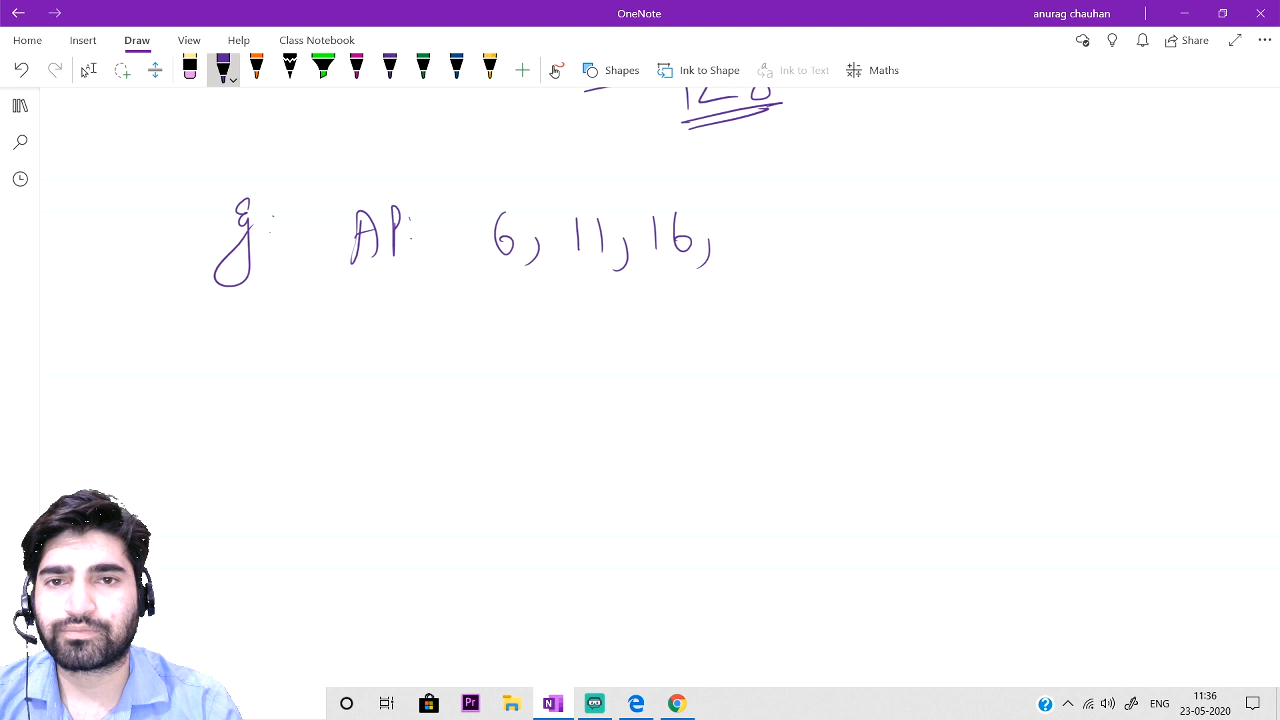 OneNote
anurag chauhan
Home Insert Draw View Help Class Notebook
Share
Shapes Ink to Shape Ink to Text Maths
AP: 6, 11, 16,
Pr
N
ENG
11:36
23-05-2020